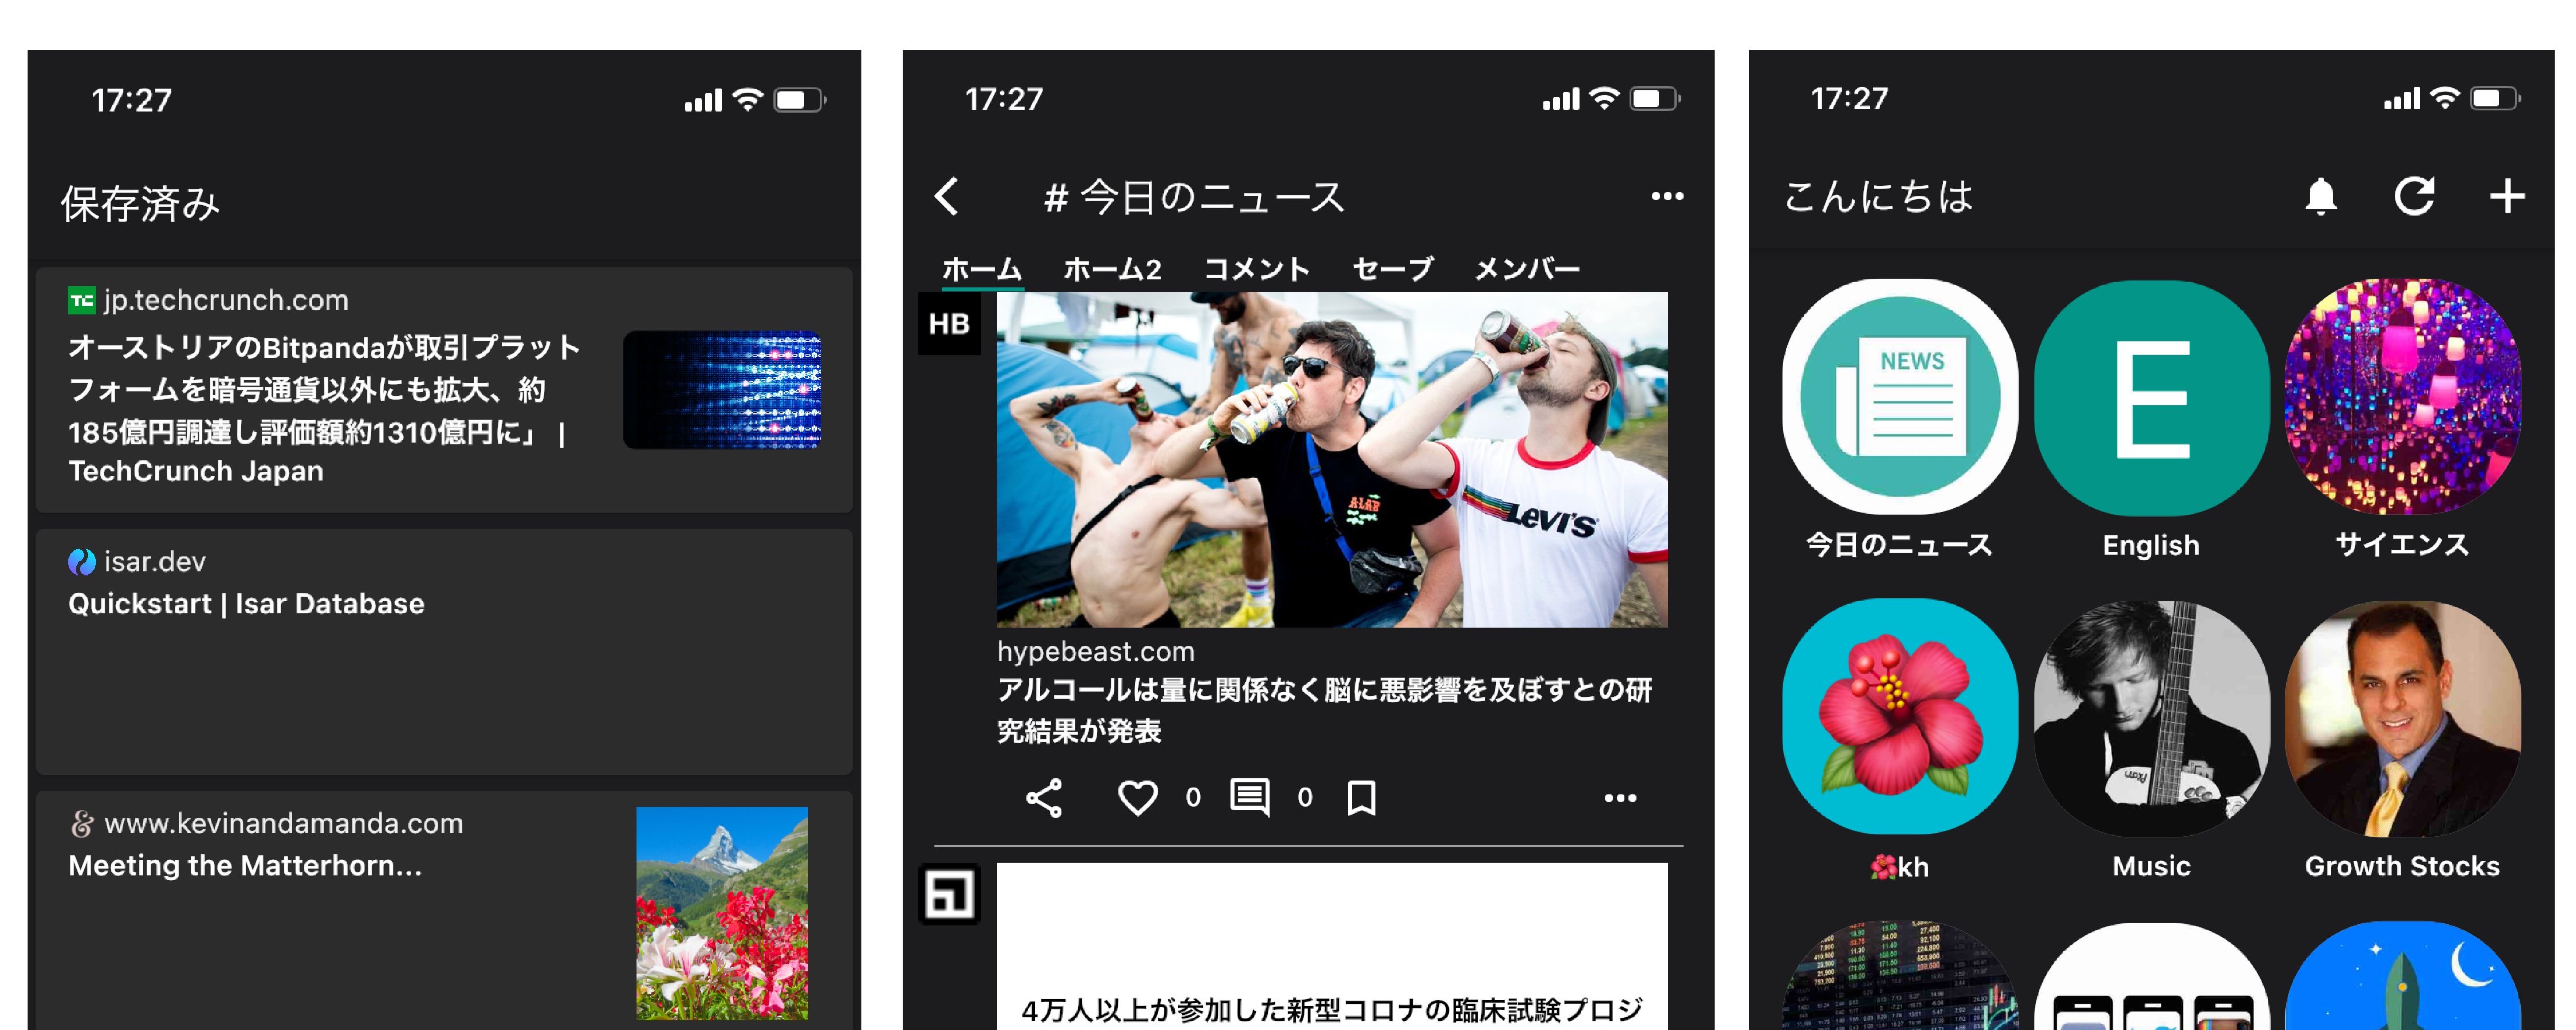 17:27
保存済み
TC jp.techcrunch.com
オーストリアのBitpandaが取引プラット
フォームを暗号通貨以外にも拡大、約
185億円調達し評価額約1310億円に」 |
TechCrunch Japan
isar.dev
Quickstart | Isar Database
& www.kevinandamanda.com
Meeting the Matterhorn...
17:27
# 今日のニュース
ホーム ホーム2 コメント セーブ メンバー
HB
ALAB
LEVI'S
hypebeast.com
アルコールは量に関係なく脳に悪影響を及ぼすとの研
究結果が発表
0 0
4万人以上が参加した新型コロナの臨床試験プロジ
17:27
こんにちは
NEWS
E
今日のニュース English サイエンス
🌺kh Music Growth Stocks